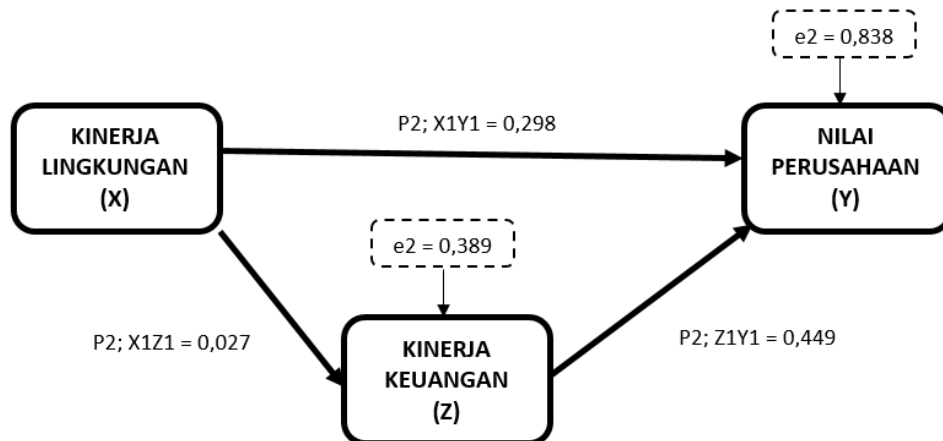 e2 = 0,838
KINERJA
LINGKUNGAN
(X)
P2; X1Y1 = 0,298
NILAI
PERUSAHAAN
(Y)
e2 = 0,389
P2; X1Z1 = 0,027
KINERJA
KEUANGAN
(Z)
P2; Z1Y1 = 0,449